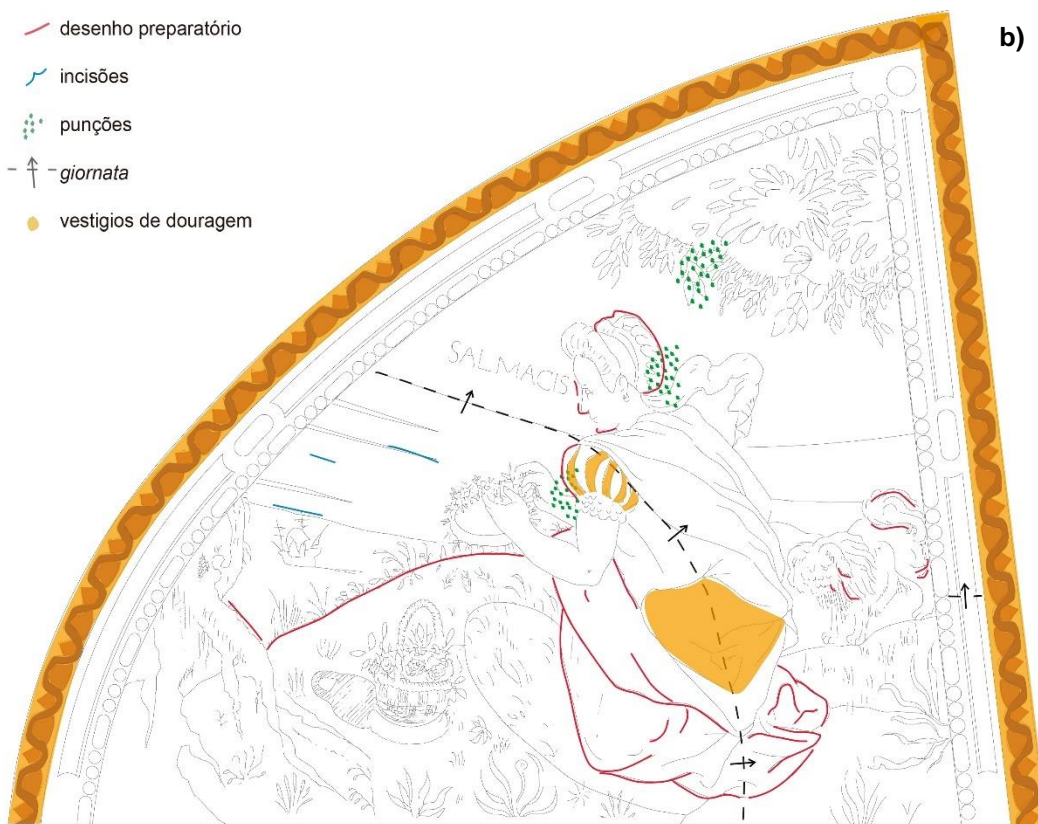 desenho preparatório
incisões
punções
giornata
vestigios de douragem
b)
SALMACIS